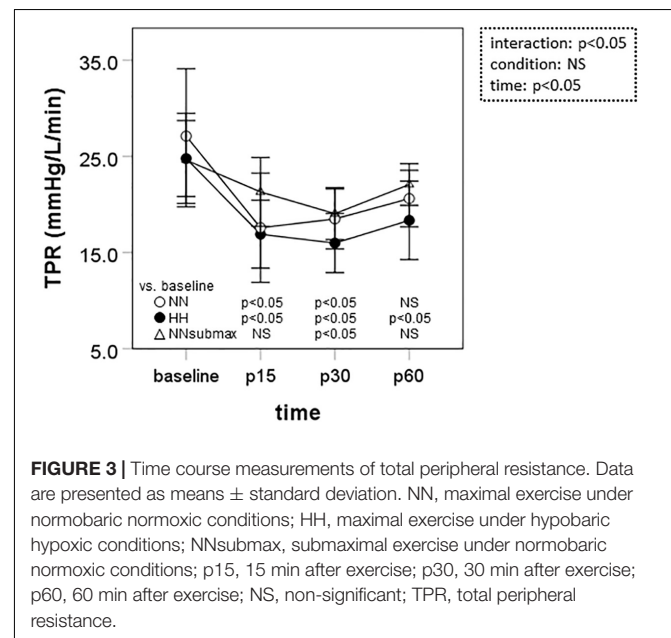 interaction: p<0.05
condition: NS
time: p<0.05
TPR (mmHg/L/min)
35.0
25.0
15.0
5.0
vs. baseline
NN p<0.05 p<0.05 NS
HH p<0.05 p<0.05 p<0.05
NNsubmax NS p<0.05 NS
baseline p15 p30 p60
time
FIGURE 3 | Time course measurements of total peripheral resistance. Data
are presented as means ± standard deviation. NN, maximal exercise under
normobaric normoxic conditions; HH, maximal exercise under hypobaric
hypoxic conditions; NNsubmax, submaximal exercise under normobaric
normoxic conditions; p15, 15 min after exercise; p30, 30 min after exercise;
p60, 60 min after exercise; NS, non-significant; TPR, total peripheral
resistance.